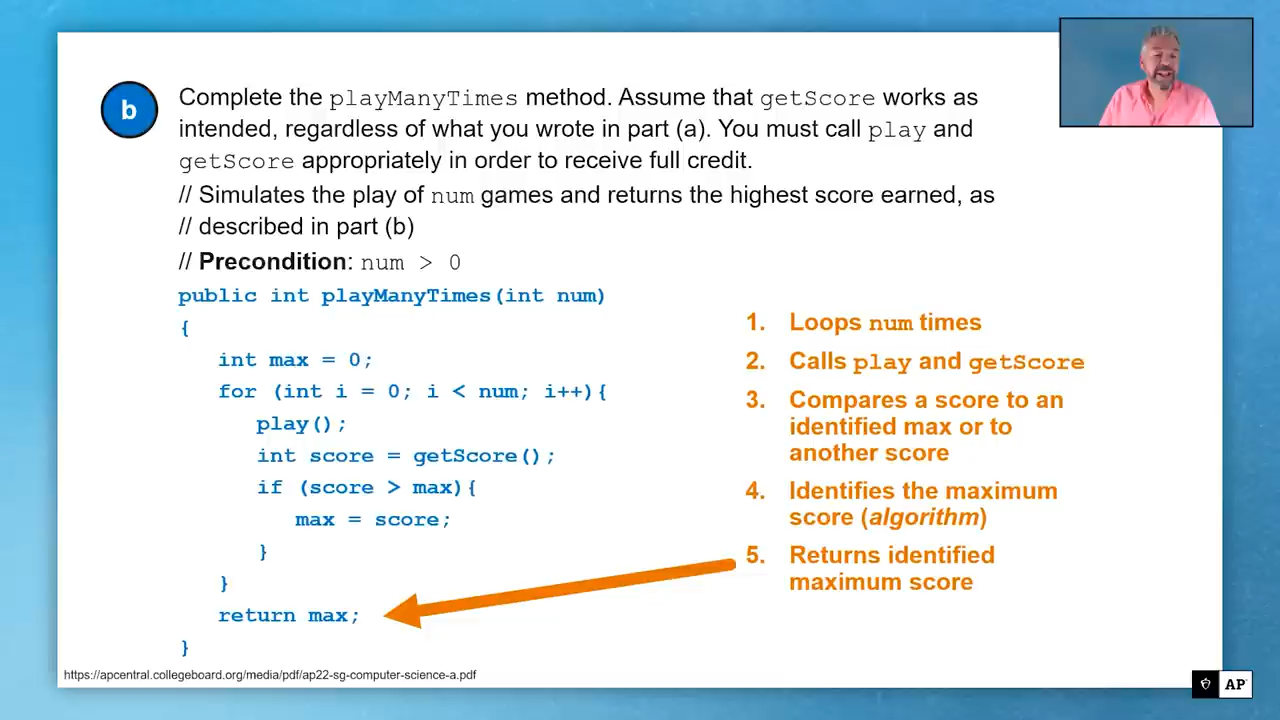 b
Complete the playManyTimes method. Assume that getScore works as
intended, regardless of what you wrote in part (a). You must call play and
getScore appropriately in order to receive full credit.
// Simulates the play of num games and returns the highest score earned, as
// described in part (b)
// Precondition: num > 0
public int playManyTimes(int num)
{
int max = 0;
for (int i = 0; i < num; i++){
play();
int score = getScore();
if (score > max){
max = score;
}
}
return max;
}
1. Loops num times
2. Calls play and getScore
3. Compares a score to an
identified max or to
another score
4. Identifies the maximum
score (algorithm)
5. Returns identified
maximum score
https://apcentral.collegeboard.org/media/pdf/ap22-sg-computer-science-a.pdf
AP